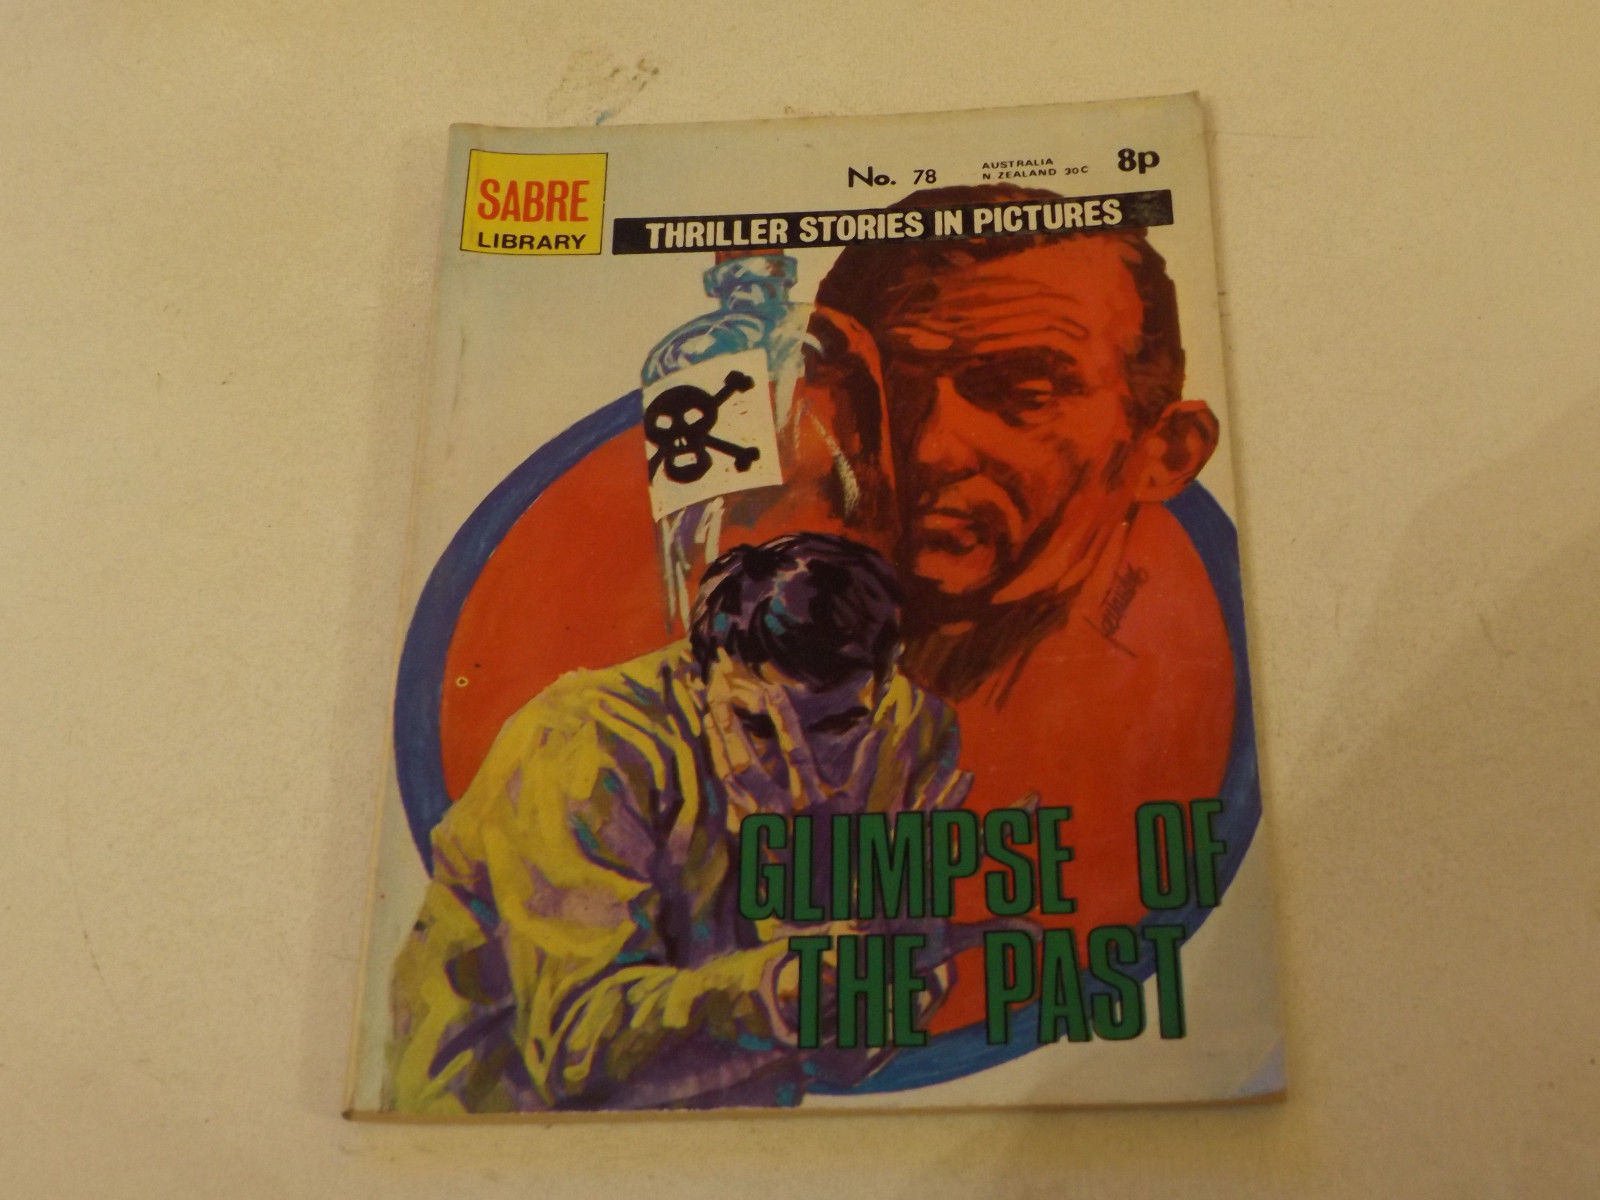 SABRE
LIBRARY
No. 78
AUSTRALIA
N. ZEALAND 30C
8p
THRILLER STORIES IN PICTURES
GLIMPSE OF
THE PAST